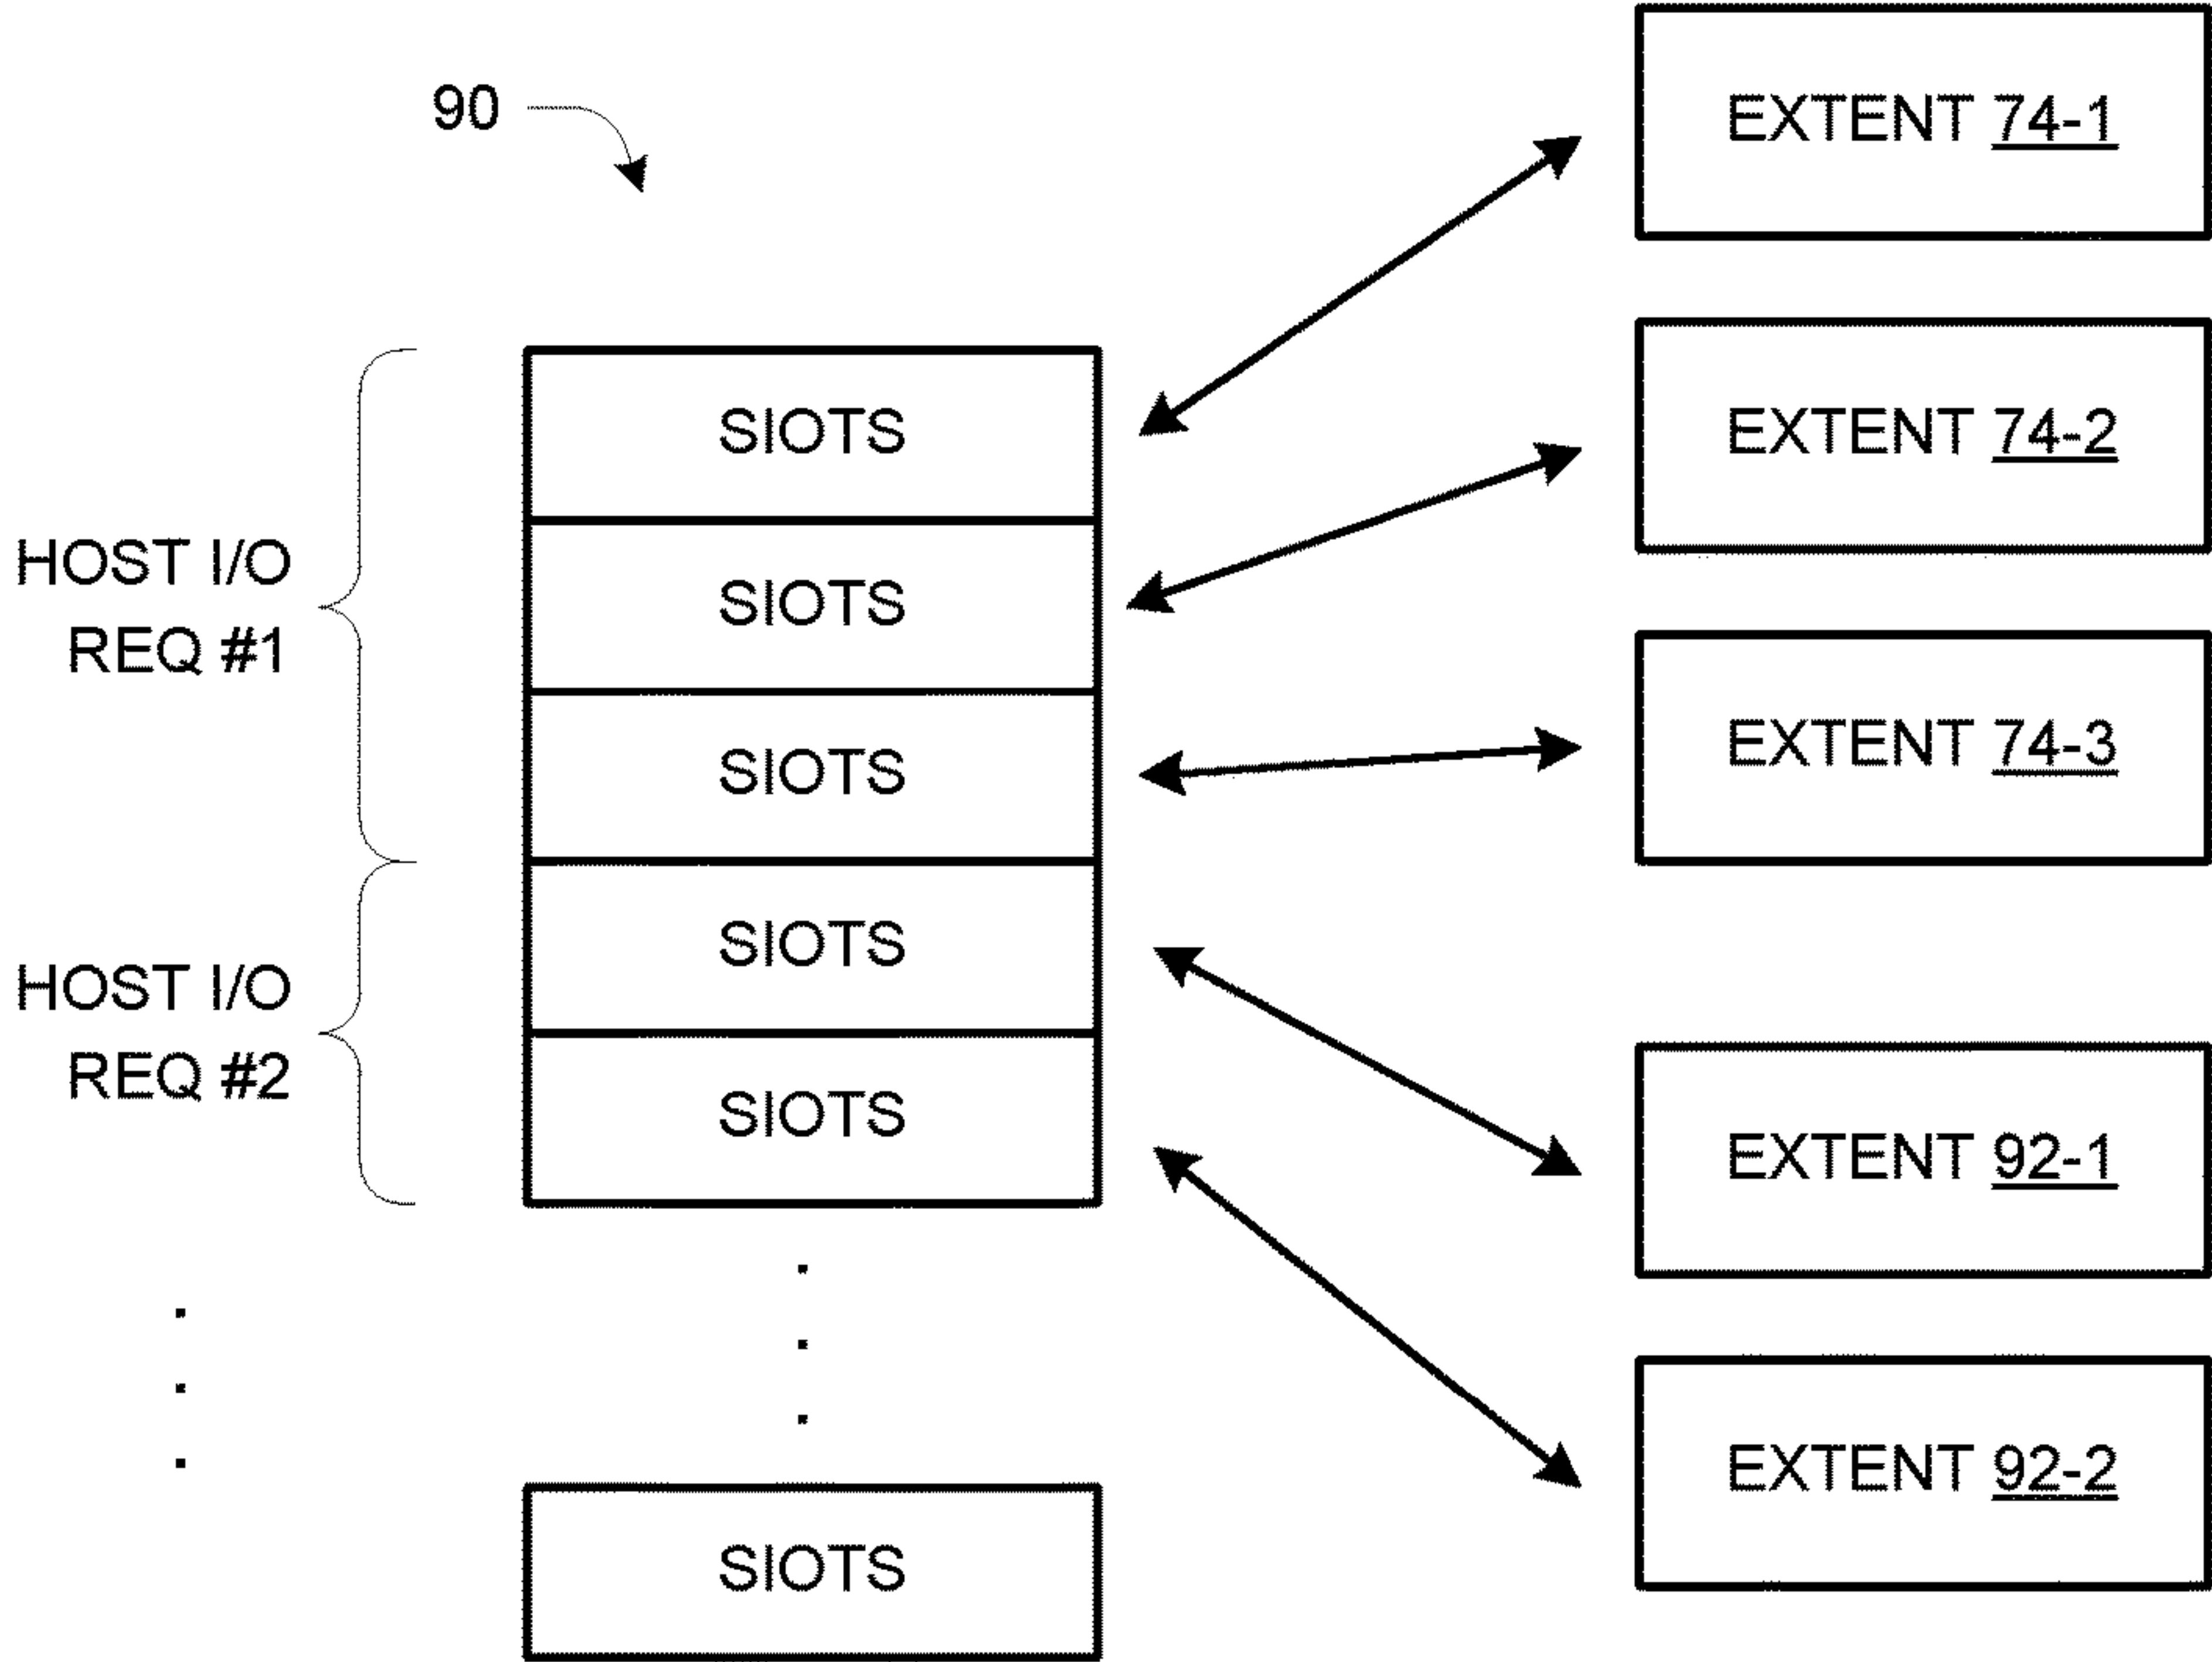 90
HOST I/O
REQ #1
HOST I/O
REQ #2
SIOTS
SIOTS
SIOTS
SIOTS
SIOTS
SIOTS
EXTENT 74-1
EXTENT 74-2
EXTENT 74-3
EXTENT 92-1
EXTENT 92-2